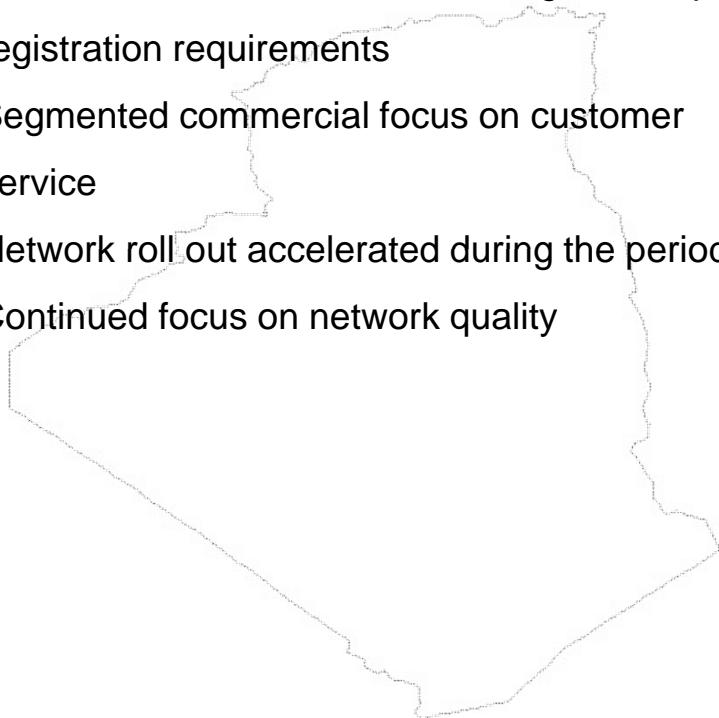 egistration requirements
Segmented commercial focus on customer
ervice
Network roll out accelerated during the period
Continued focus on network quality